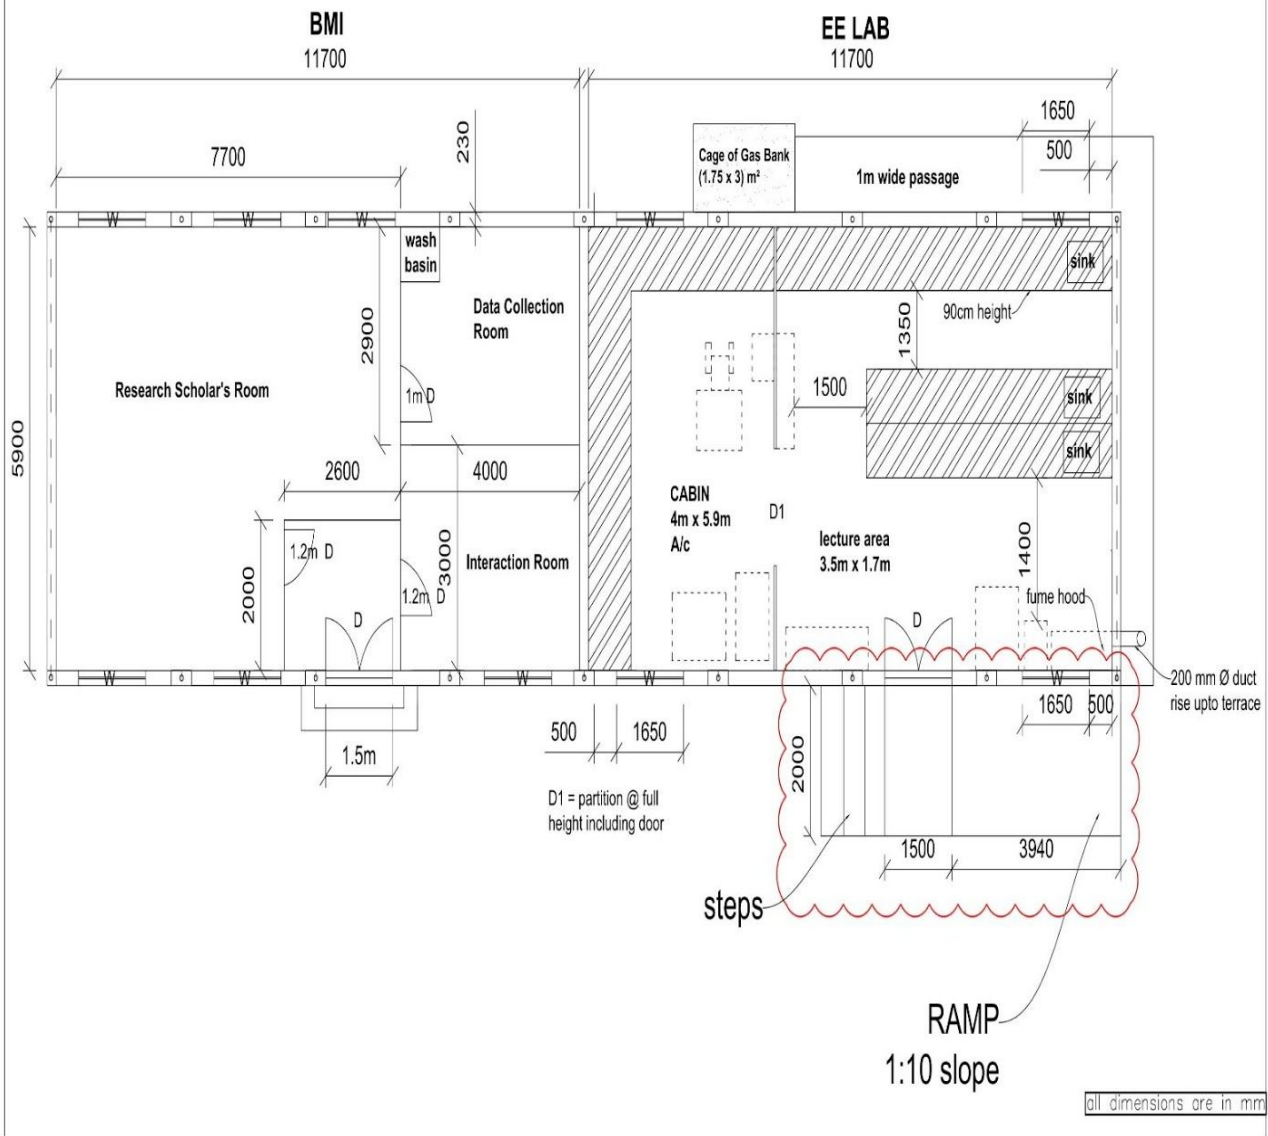 BMI
11700
EE LAB
11700
7700
230
1650
500
Cage of Gas Bank
(1.75 x 3) m²
1m wide passage
W
W
W
W
W
wash
basin
sink
Data Collection
Room
90cm height
2900
1350
5900
Research Scholar's Room
1m D
1500
sink
sink
2600
4000
CABIN
4m x 5.9m
A/c
D1
lecture area
3.5m x 1.7m
1.2m D
3000
Interaction Room
1400
2000
1.2m D
fume hood
D
D
W
W
W
W
W
200 mm Ø duct
rise upto terrace
1650
500
500
1650
1.5m
2000
D1 = partition @ full
height including door
1500
3940
steps
RAMP
1:10 slope
all dimensions are in mm